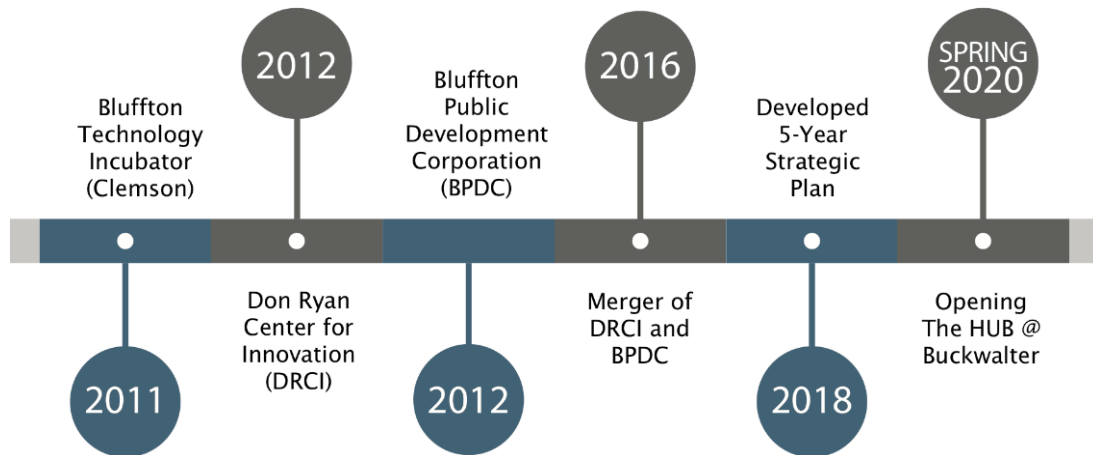 Bluffton
Technology
Incubator
(Clemson)
2011
2012
Don Ryan
Center for
Innovation
(DRCI)
Bluffton
Public
Development
Corporation
(BPDC)
2012
2016
Merger of
DRCI and
BPDC
Developed
5-Year
Strategic
Plan
2018
SPRING
2020
Opening
The HUB @
Buckwalter